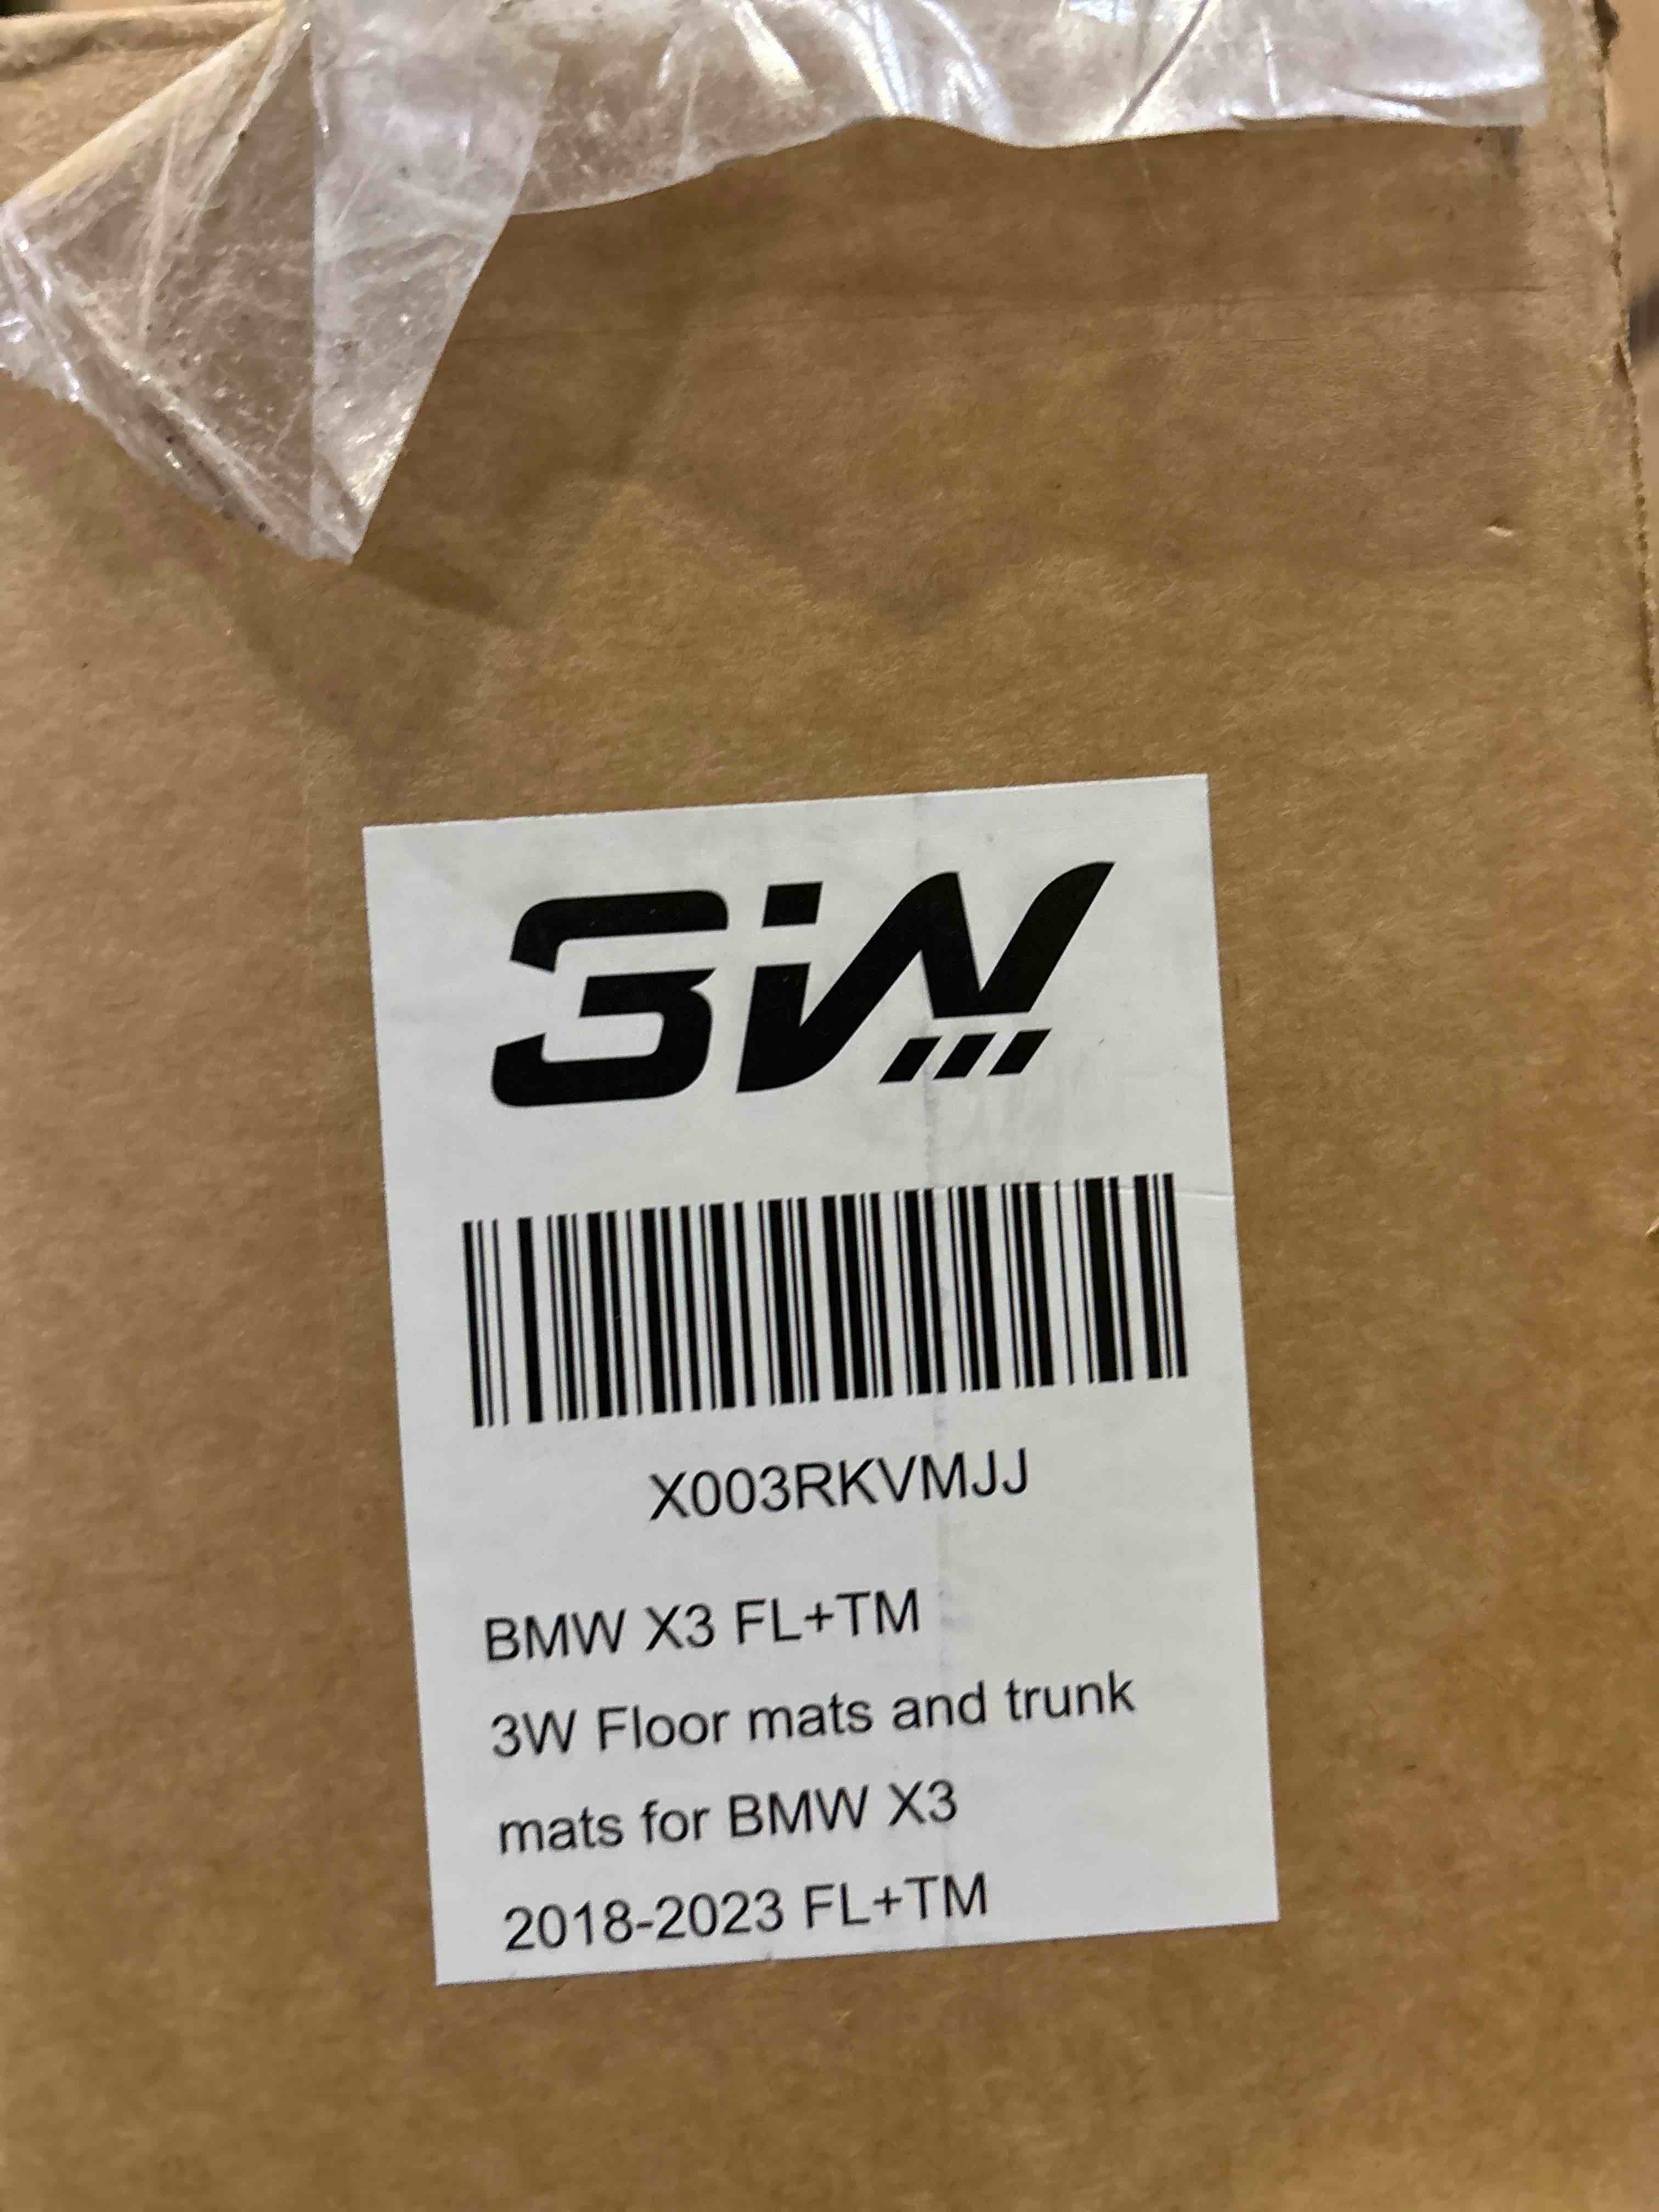 3W
X003RKVMJJ
BMW X3 FL+TM
3W Floor mats and trunk
mats for BMW X3
2018-2023 FL+TM